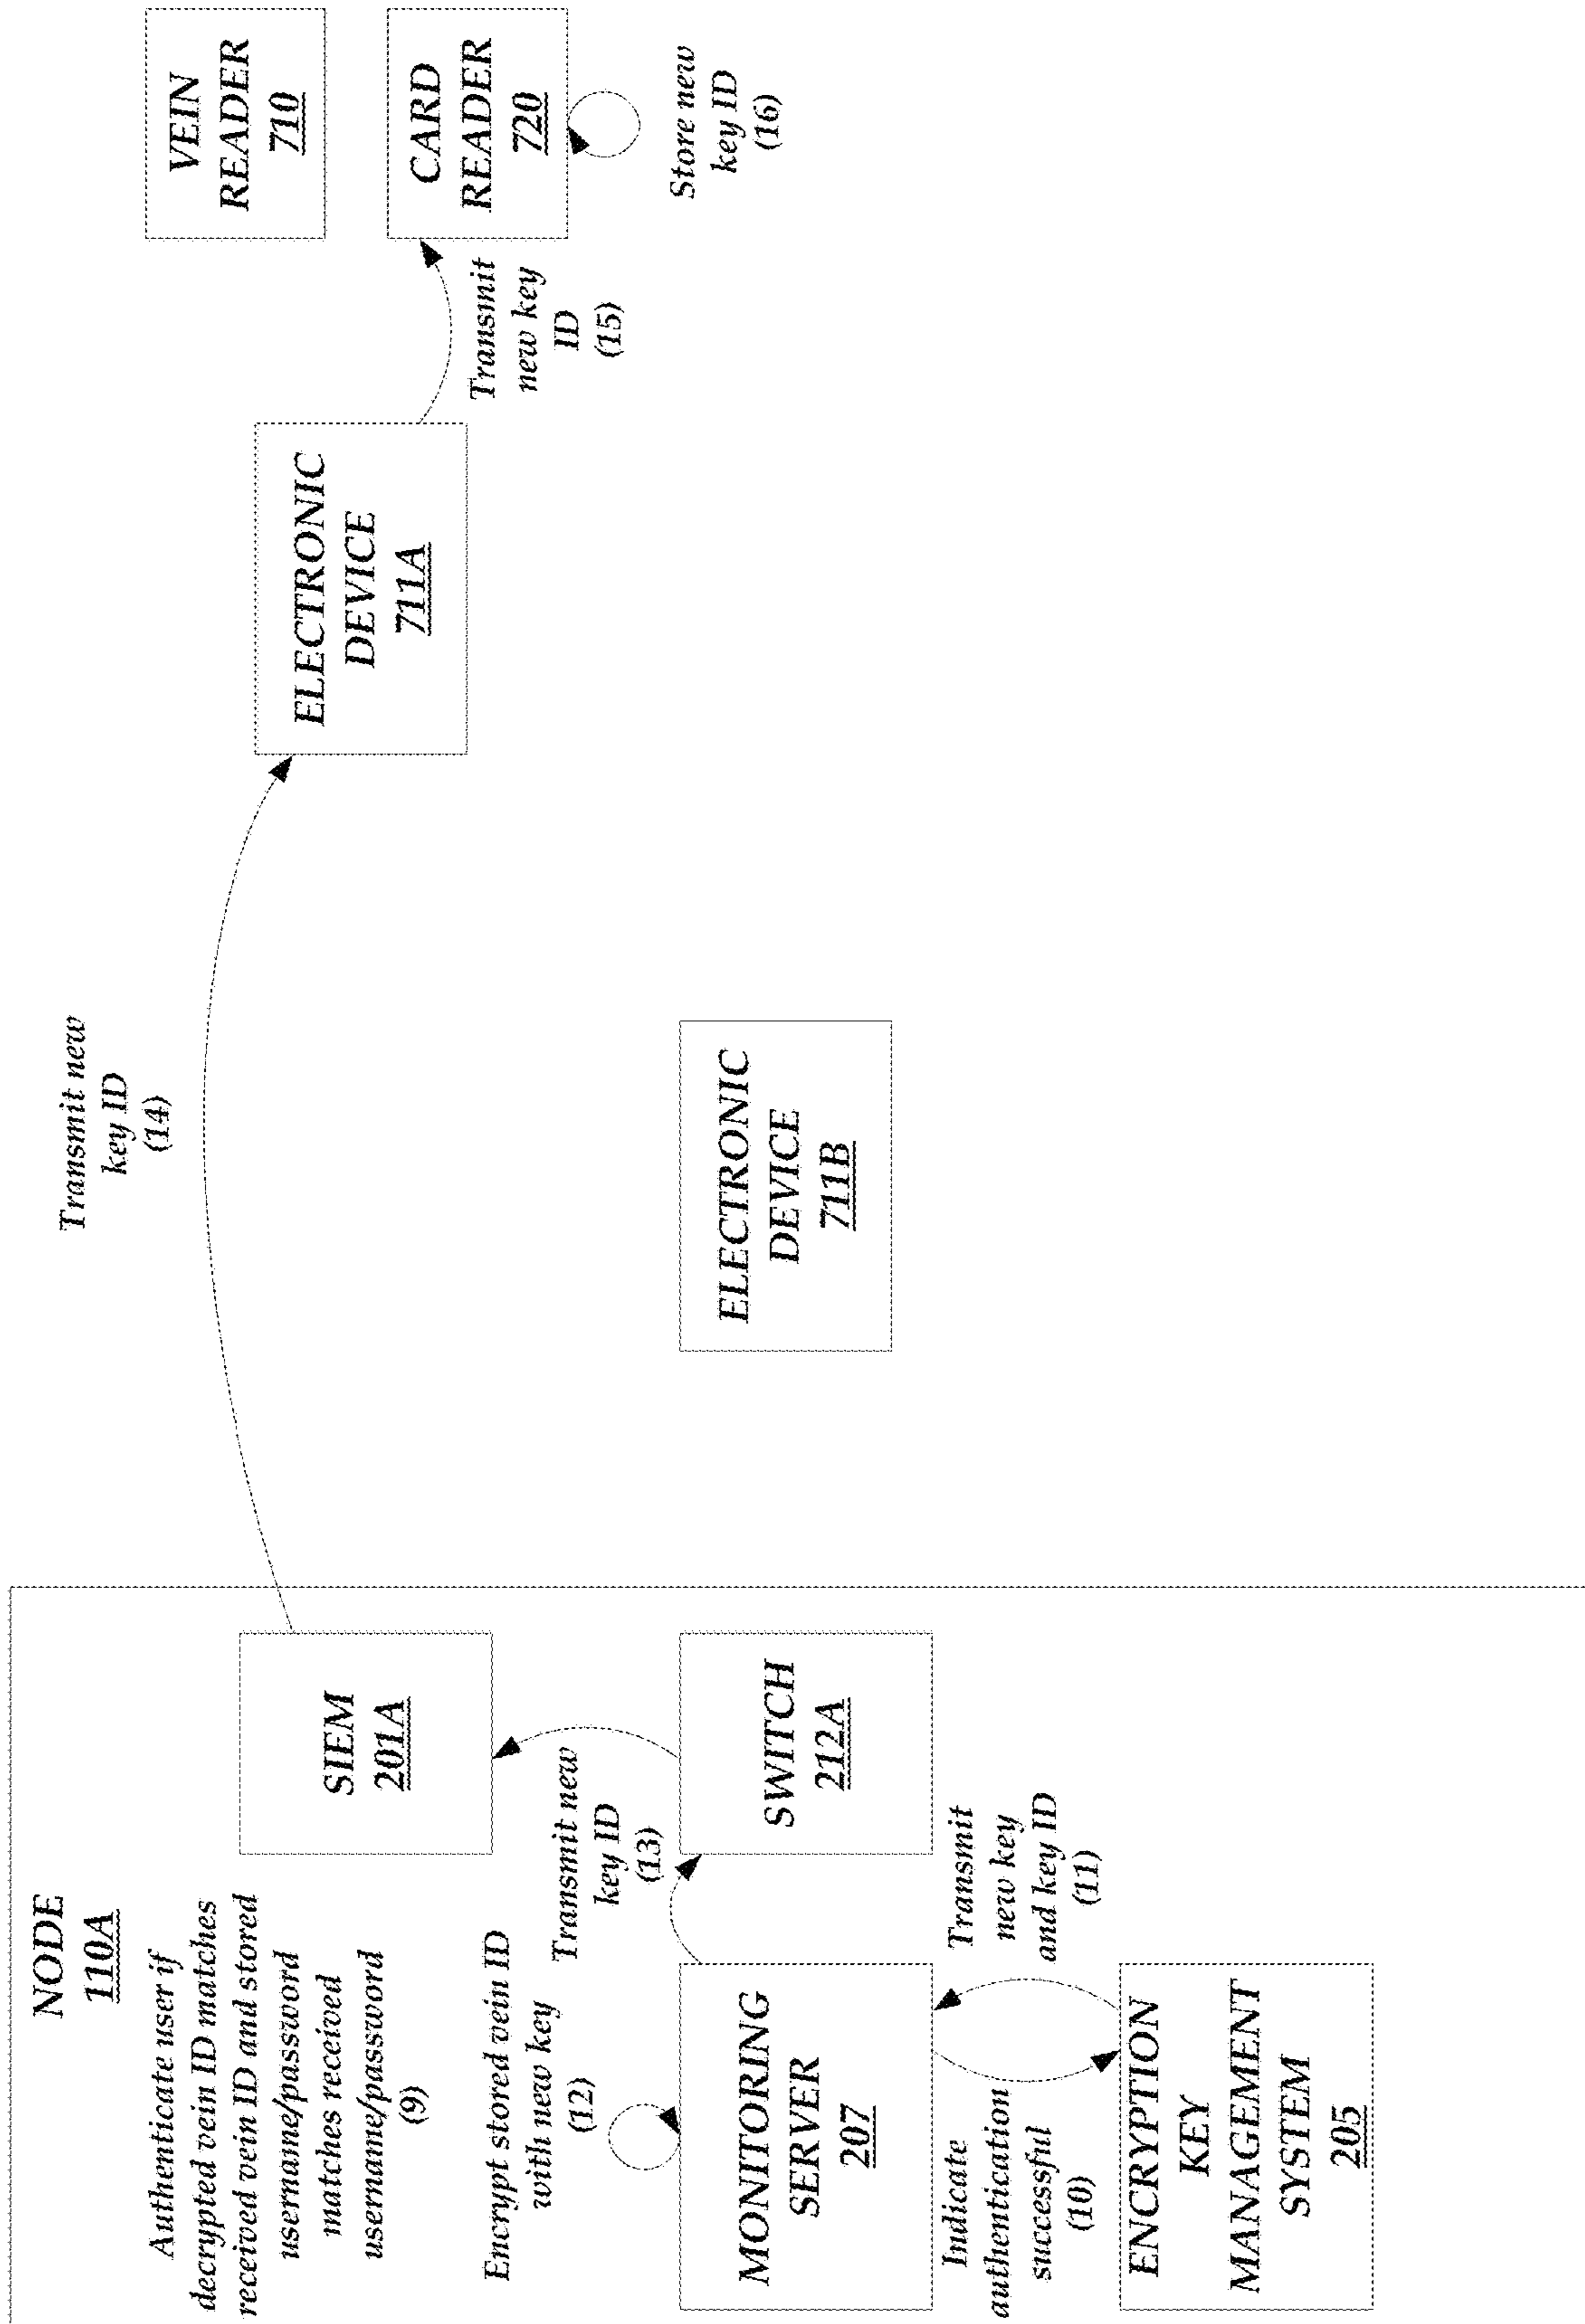 NODE
110A
Authenticate user if
decrypted vein ID matches
received vein ID and stored
username/password
matches received
username/password
(9)
SIEM
201A
Encrypt stored vein ID
with new key
(12)
Transmit new
key ID
(13)
MONITORING
SERVER
207
SWITCH
212A
Indicate
authentication
successful
(10)
Transmit
new key
and key ID
(11)
ENCRYPTION
KEY
MANAGEMENT
SYSTEM
205
Transmit new
key ID
(14)
ELECTRONIC
DEVICE
711B
ELECTRONIC
DEVICE
711A
Transmit
new key
ID
(15)
VEIN
READER
710
CARD
READER
720
Store new
key ID
(16)